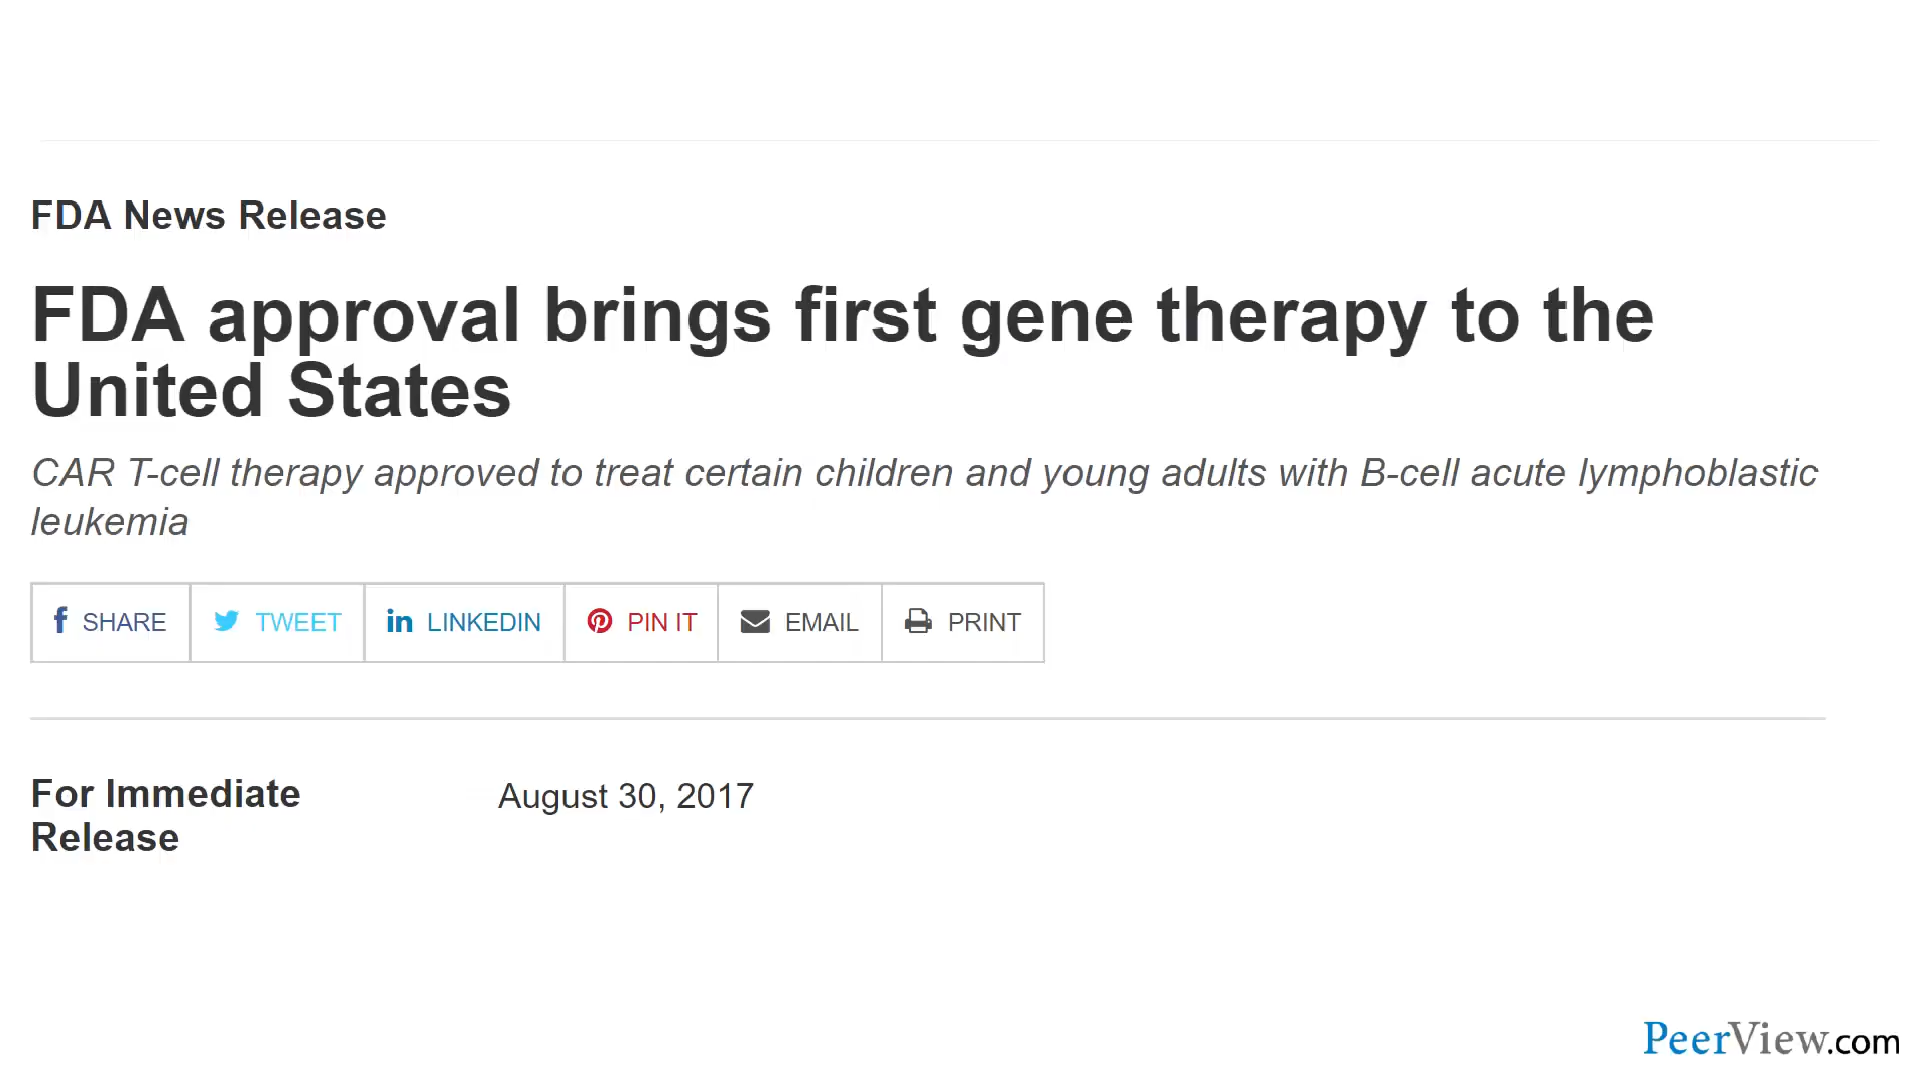 FDA News Release
FDA approval brings first gene therapy to the
United States
CAR T-cell therapy approved to treat certain children and young adults with B-cell acute lymphoblastic
leukemia
SHARE TWEET LINKEDIN PIN IT EMAIL PRINT
For Immediate August 30, 2017
Release
PeerView.com